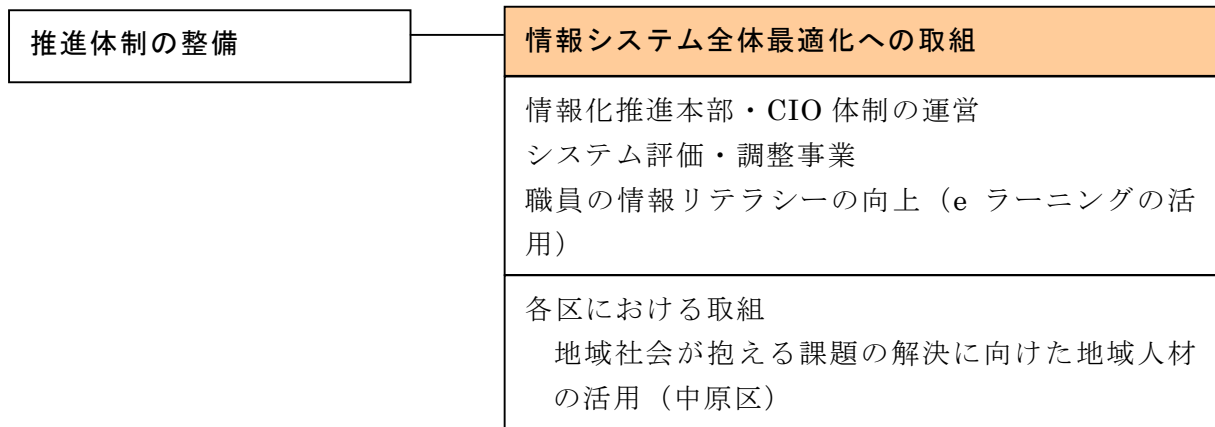 推進体制の整備
情報システム全体最適化への取組
情報化推進本部・CIO 体制の運営
システム評価・調整事業
職員の情報リテラシーの向上（e ラーニングの活
用）
各区における取組
地域社会が抱える課題の解決に向けた地域人材
の活用（中原区）